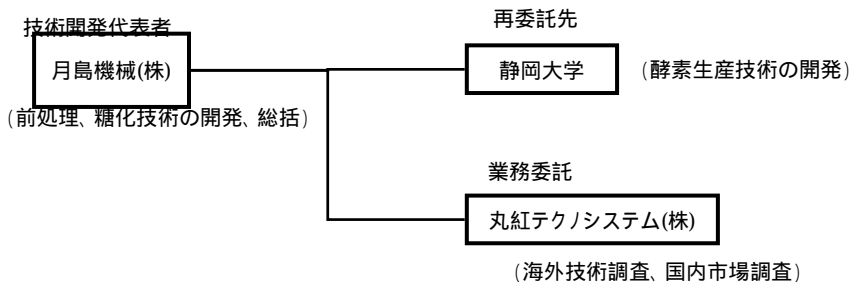 技術開発代表者
月島機械(株)
(前処理、糖化技術の開発、総括)
再委託先
静岡大学
(酵素生産技術の開発)
業務委託
丸紅テクノシステム(株)
(海外技術調査、国内市場調査)